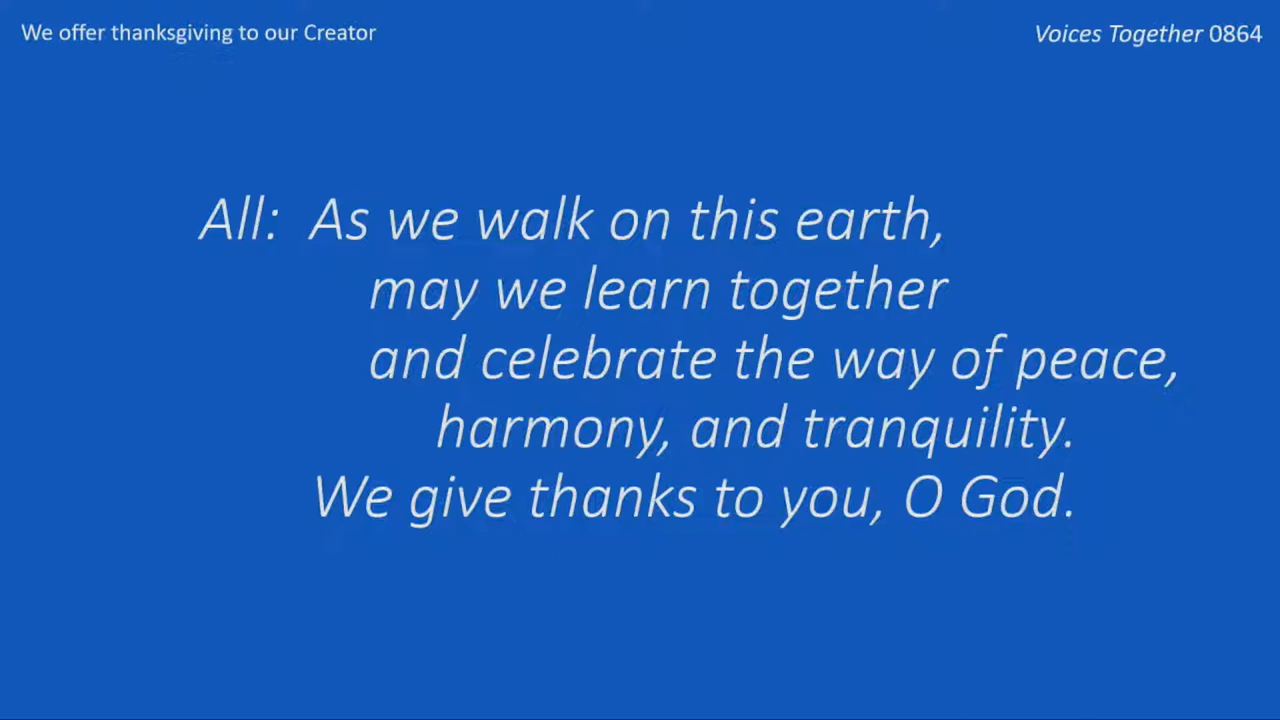 We offer thanksgiving to our Creator
Voices Together 0864
All: As we walk on this earth,
may we learn together
and celebrate the way of peace,
harmony, and tranquility.
We give thanks to you, O God.